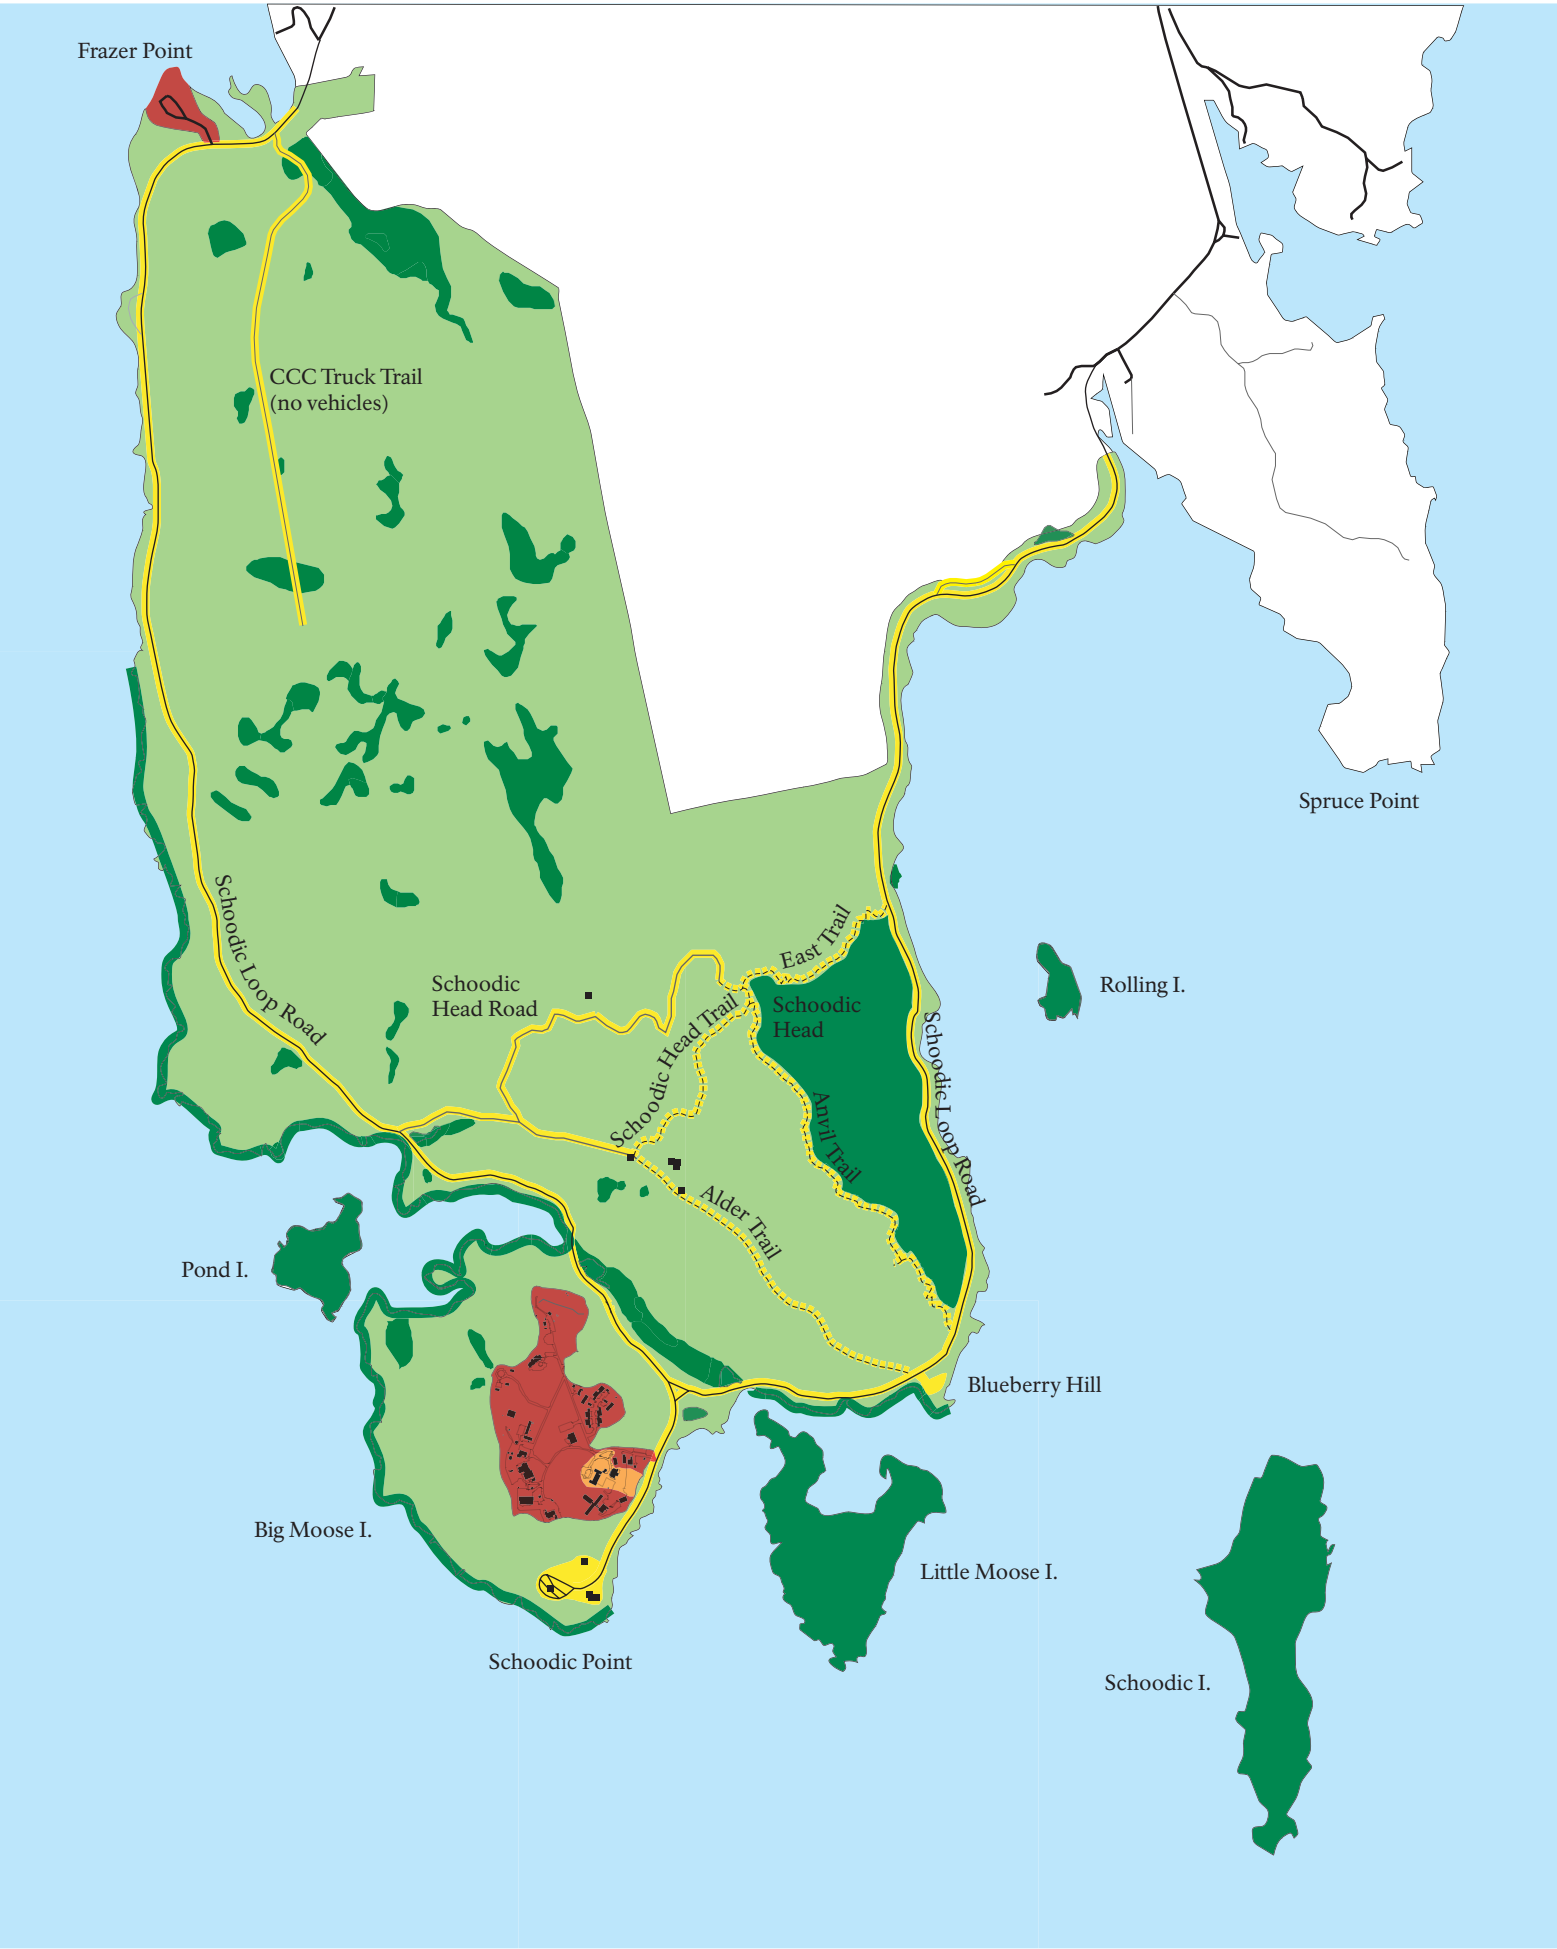 Frazer Point
CCC Truck Trail
(no vehicles)
Spruce Point
Schoodic Loop Road
East Trail
Schoodic
Head Road
Schoodic Head Trail
Schoodic
Head
Rolling I.
Schoodic Loop Road
Anvil Trail
Alder Trail
Pond I.
Blueberry Hill
Big Moose I.
Little Moose I.
Schoodic Point
Schoodic I.